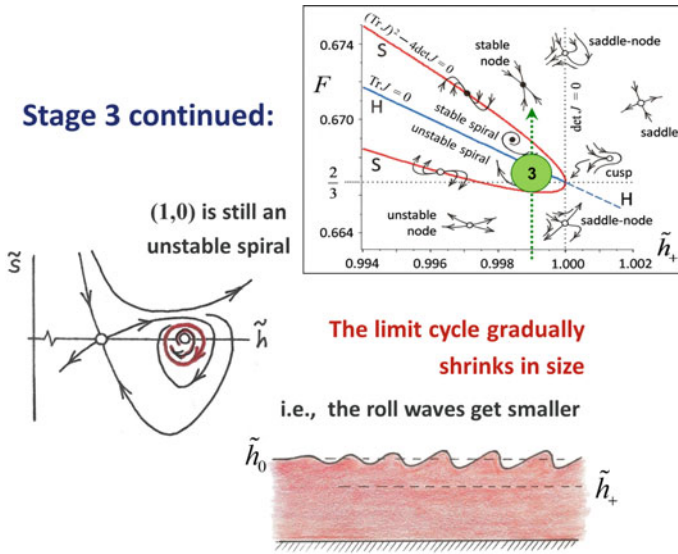 Stage 3 continued:
(1,0) is still an
unstable spiral
s̃
h̃
F
0.674
0.670
2/3
0.664
0.994
0.996
0.998
1.000
1.002
h̃₊
(Tr J)² − 4det J = 0
S
Tr J = 0
H
S
stable spiral
unstable spiral
stable
node
3
unstable
node
det J = 0
saddle-node
saddle
cusp
H
saddle-node
The limit cycle gradually
shrinks in size
i.e., the roll waves get smaller
h̃₀
h̃₊